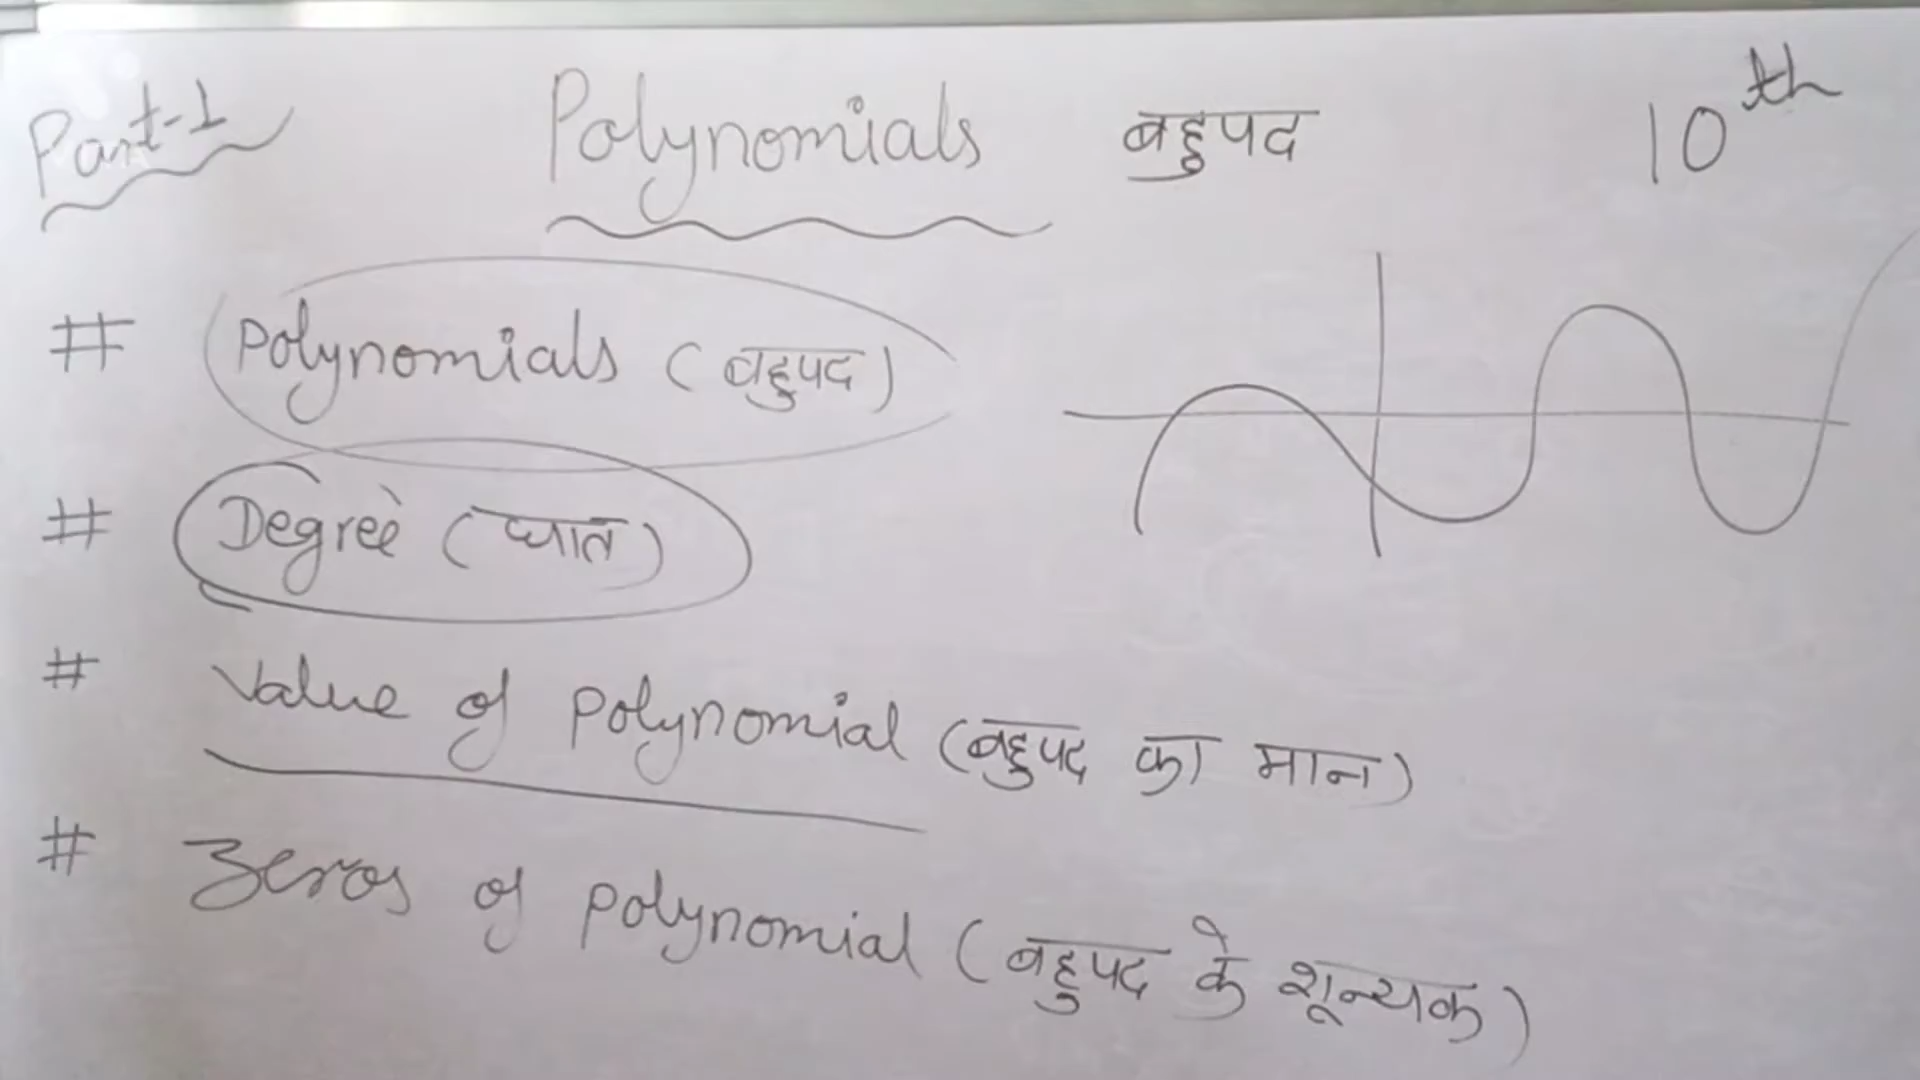 Part-1 Polynomials बहुपद 10th
# Polynomials (बहुपद)
# Degree (घात)
# Value of polynomial (बहुपद का मान)
# Zeros of polynomial (बहुपद के शून्यक)